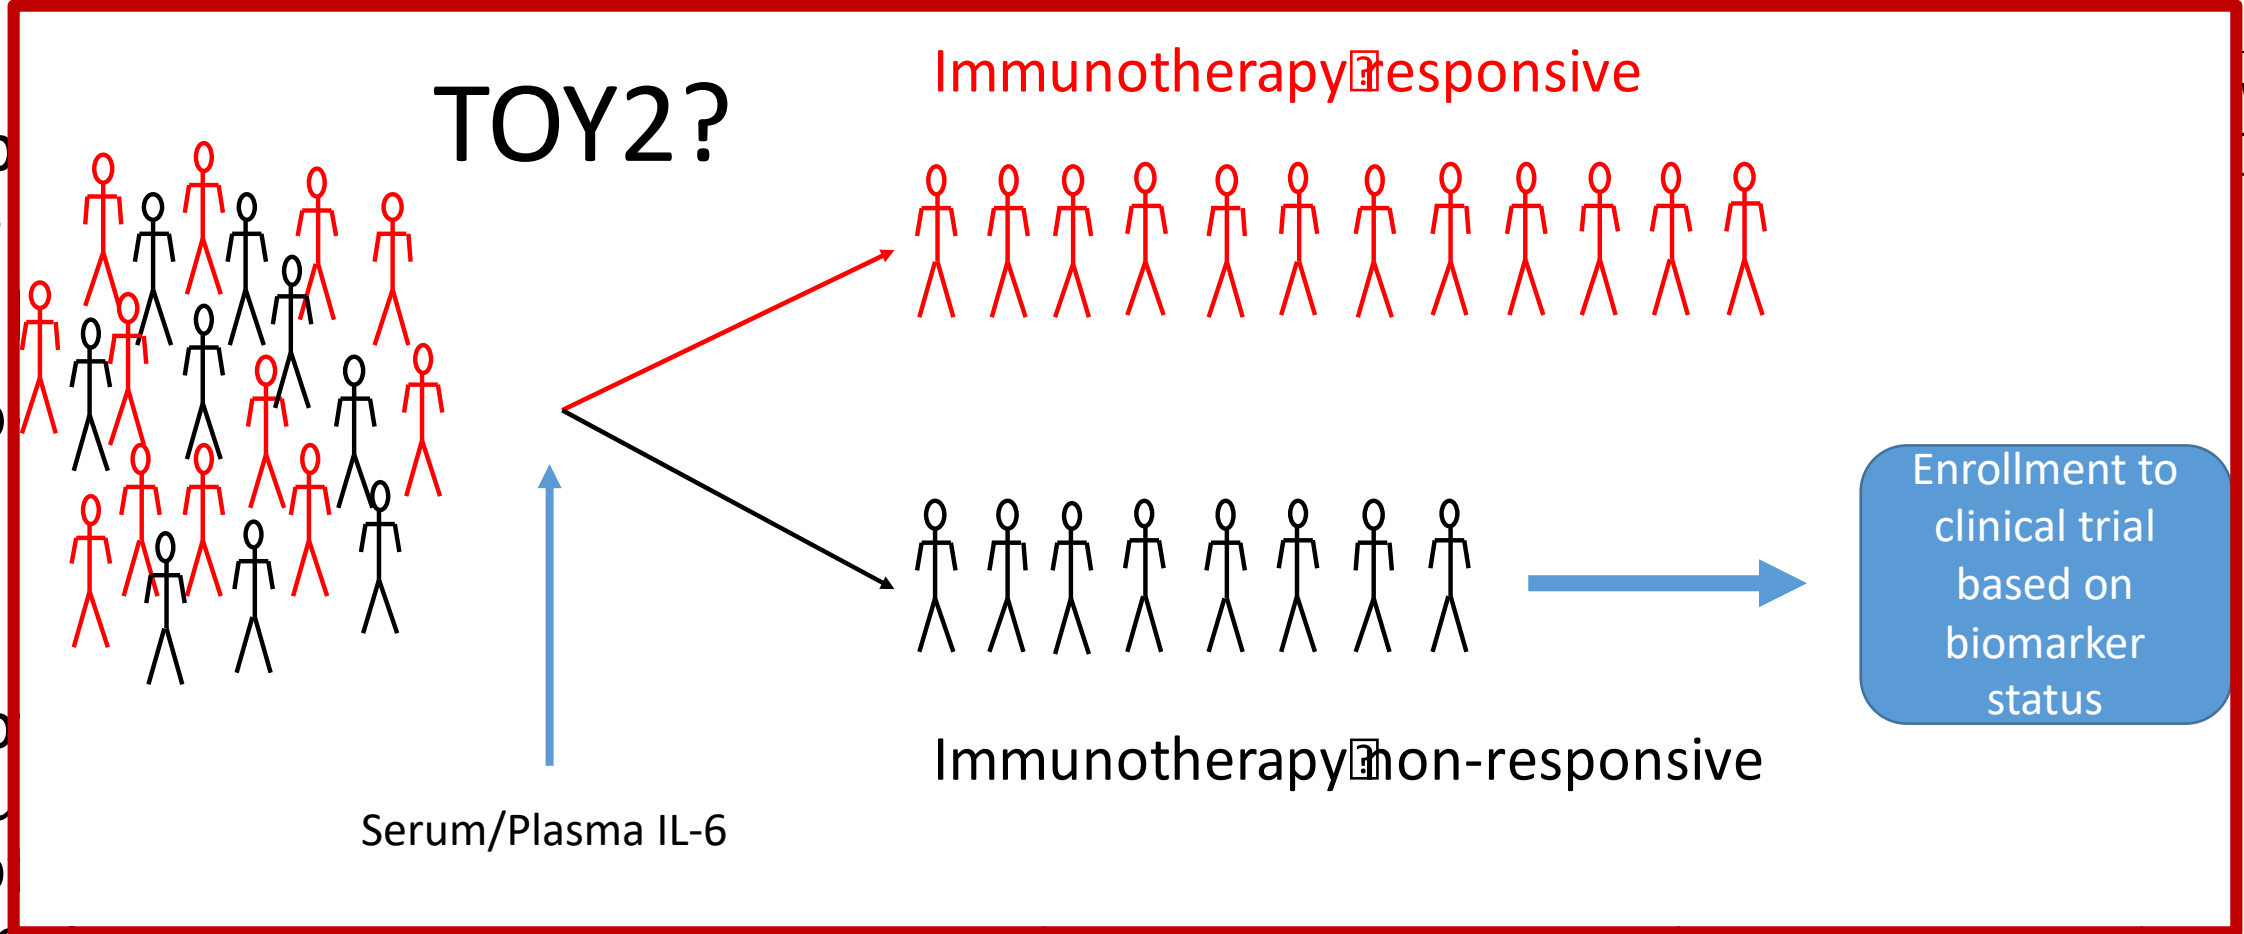 TOY2?
Immunotherapy responsive
Enrollment to
clinical trial
based on
biomarker
status
Immunotherapy non-responsive
Serum/Plasma IL-6